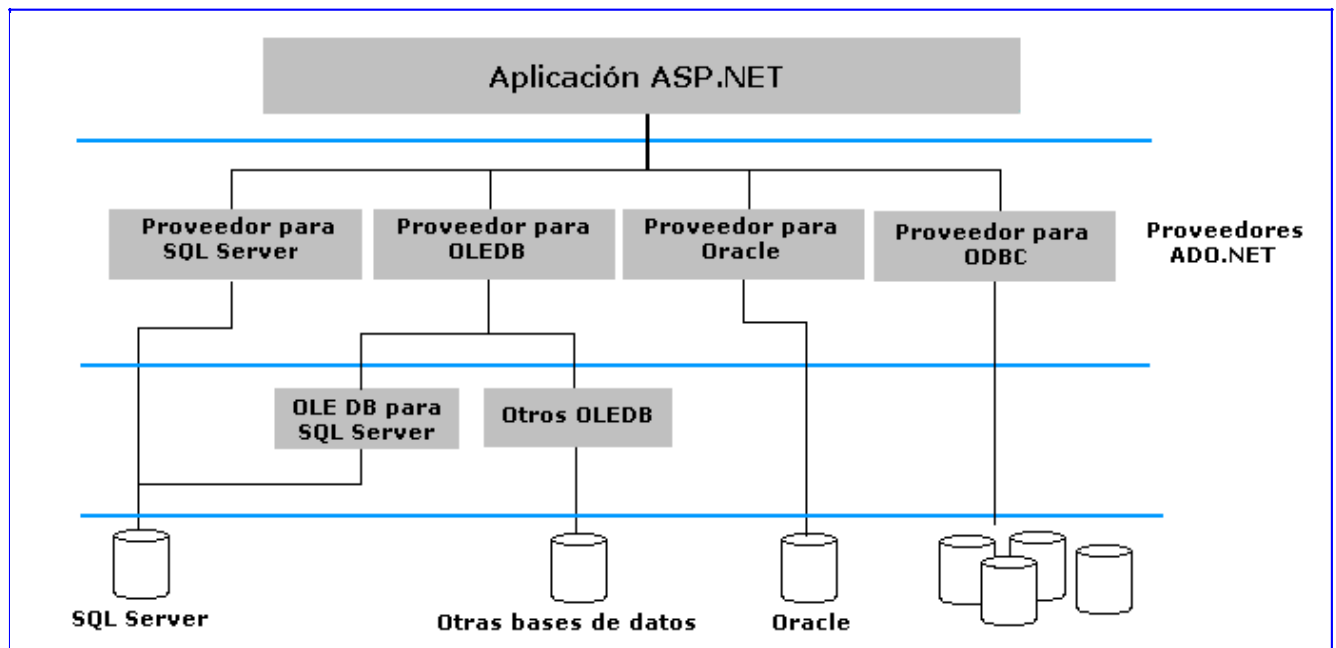 Aplicación ASP.NET
Proveedor para
SQL Server
Proveedor para
OLEDB
Proveedor para
Oracle
Proveedor para
ODBC
Proveedores
ADO.NET
OLE DB para
SQL Server
Otros OLEDB
SQL Server
Otras bases de datos
Oracle